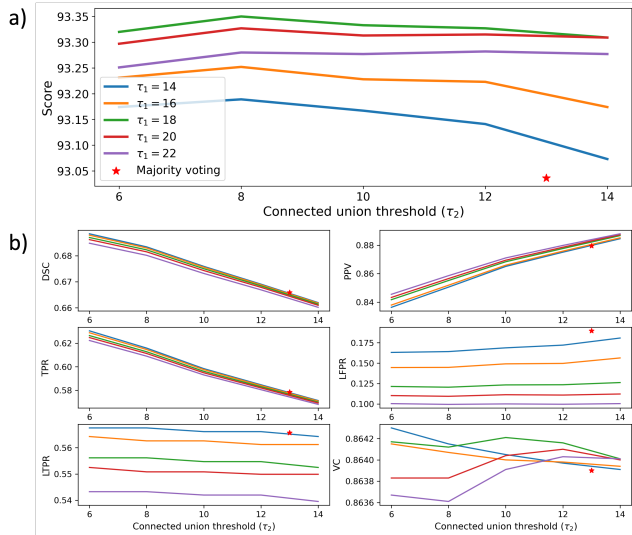 a)
Score
93.35
93.30
93.25
93.20
93.15
93.10
93.05
τ1 = 14
τ1 = 16
τ1 = 18
τ1 = 20
τ1 = 22
Majority voting
6 8 10 12 14
Connected union threshold (τ2)
b)
DSC
0.68
0.67
0.66
6 8 10 12 14
PPV
0.88
0.86
0.84
6 8 10 12 14
TPR
0.62
0.60
0.58
6 8 10 12 14
LFPR
0.175
0.150
0.125
0.100
6 8 10 12 14
LTPR
0.56
0.55
0.54
6 8 10 12 14
Connected union threshold (τ2)
VC
0.8642
0.8640
0.8638
0.8636
6 8 10 12 14
Connected union threshold (τ2)